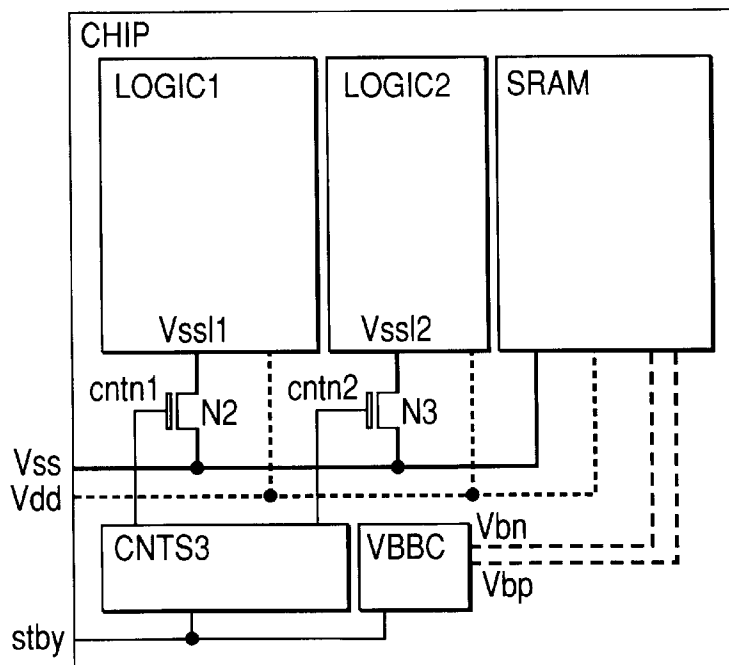 CHIP
LOGIC1
LOGIC2
SRAM
Vssl1
Vssl2
cntn1
N2
cntn2
N3
Vss
Vdd
CNTS3
VBBC
Vbn
Vbp
stby